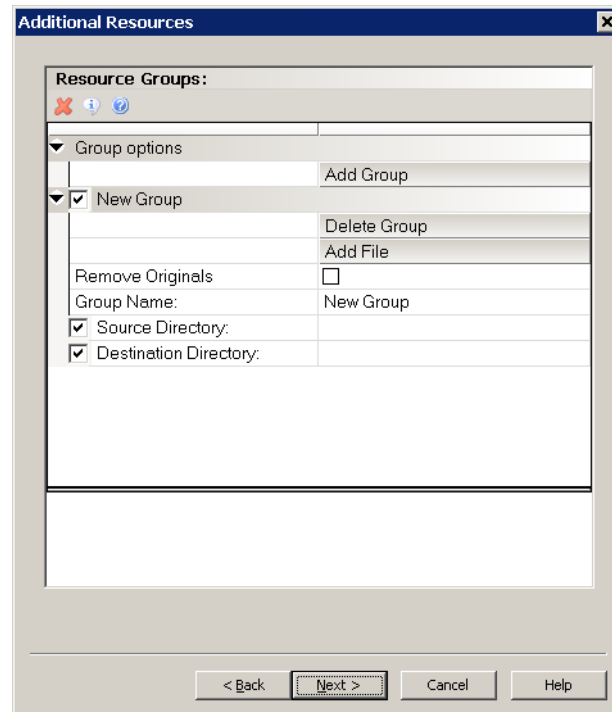 Additional Resources
Resource Groups:
Group options
Add Group
New Group
Delete Group
Add File
Remove Originals
Group Name: New Group
Source Directory:
Destination Directory:
< Back Next > Cancel Help